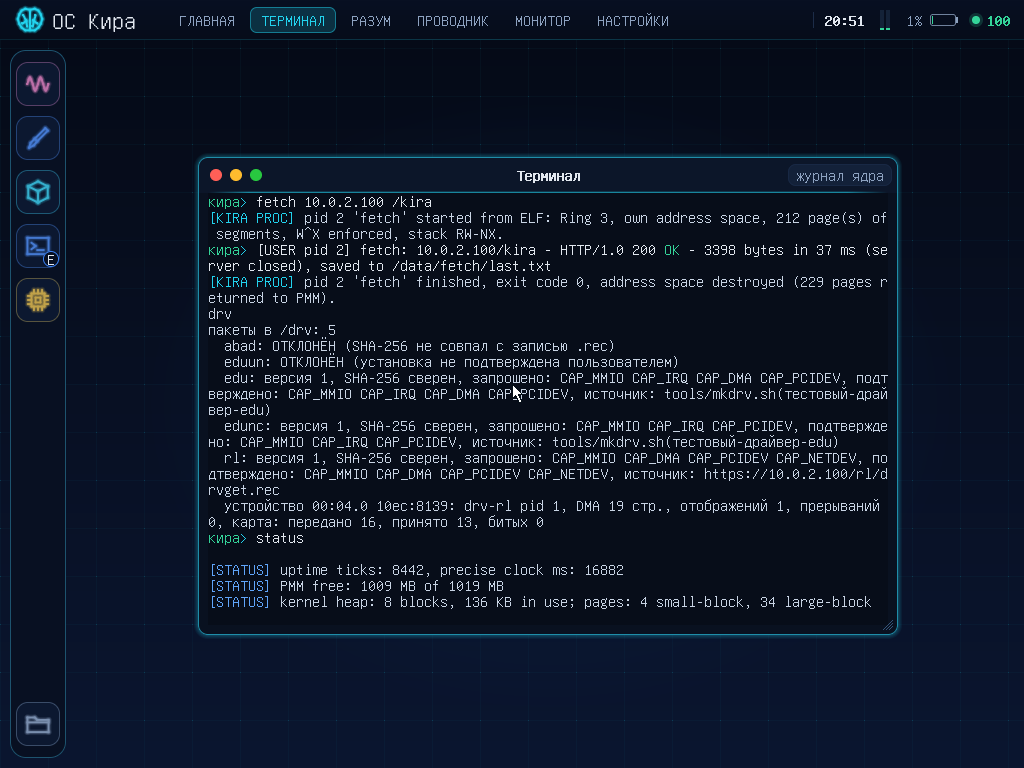 ОС Кира
ГЛАВНАЯ ТЕРМИНАЛ РАЗУМ ПРОВОДНИК МОНИТОР НАСТРОЙКИ
20:51 1% 100
E
Терминал
журнал ядра
кира> fetch 10.0.2.100 /kira
[KIRA PROC] pid 2 'fetch' started from ELF: Ring 3, own address space, 212 page(s) of
segments, W^X enforced, stack RW-NX.
кира> [USER pid 2] fetch: 10.0.2.100/kira - HTTP/1.0 200 OK - 3398 bytes in 37 ms (se
rver closed), saved to /data/fetch/last.txt
[KIRA PROC] pid 2 'fetch' finished, exit code 0, address space destroyed (229 pages r
eturned to PMM).
drv
пакеты в /drv: 5
abad: ОТКЛОНЁН (SHA-256 не совпал с записью .rec)
eduun: ОТКЛОНЁН (установка не подтверждена пользователем)
edu: версия 1, SHA-256 сверен, запрошено: CAP_MMIO CAP_IRQ CAP_DMA CAP_PCIDEV, подт
верждено: CAP_MMIO CAP_IRQ CAP_DMA CAP_PCIDEV, источник: tools/mkdrv.sh(тестовый-драй
вер-edu)
edunc: версия 1, SHA-256 сверен, запрошено: CAP_MMIO CAP_IRQ CAP_PCIDEV, подтвержде
но: CAP_MMIO CAP_IRQ CAP_PCIDEV, источник: tools/mkdrv.sh(тестовый-драйвер-edu)
rl: версия 1, SHA-256 сверен, запрошено: CAP_MMIO CAP_DMA CAP_PCIDEV CAP_NETDEV, по
дтверждено: CAP_MMIO CAP_DMA CAP_PCIDEV CAP_NETDEV, источник: https://10.0.2.100/rl/d
rvget.rec
устройство 00:04.0 10ec:8139: drv-rl pid 1, DMA 19 стр., отображений 1, прерываний
0, карта: передано 16, принято 13, битых 0
кира> status
[STATUS] uptime ticks: 8442, precise clock ms: 16882
[STATUS] PMM free: 1009 MB of 1019 MB
[STATUS] kernel heap: 8 blocks, 136 KB in use; pages: 4 small-block, 34 large-block